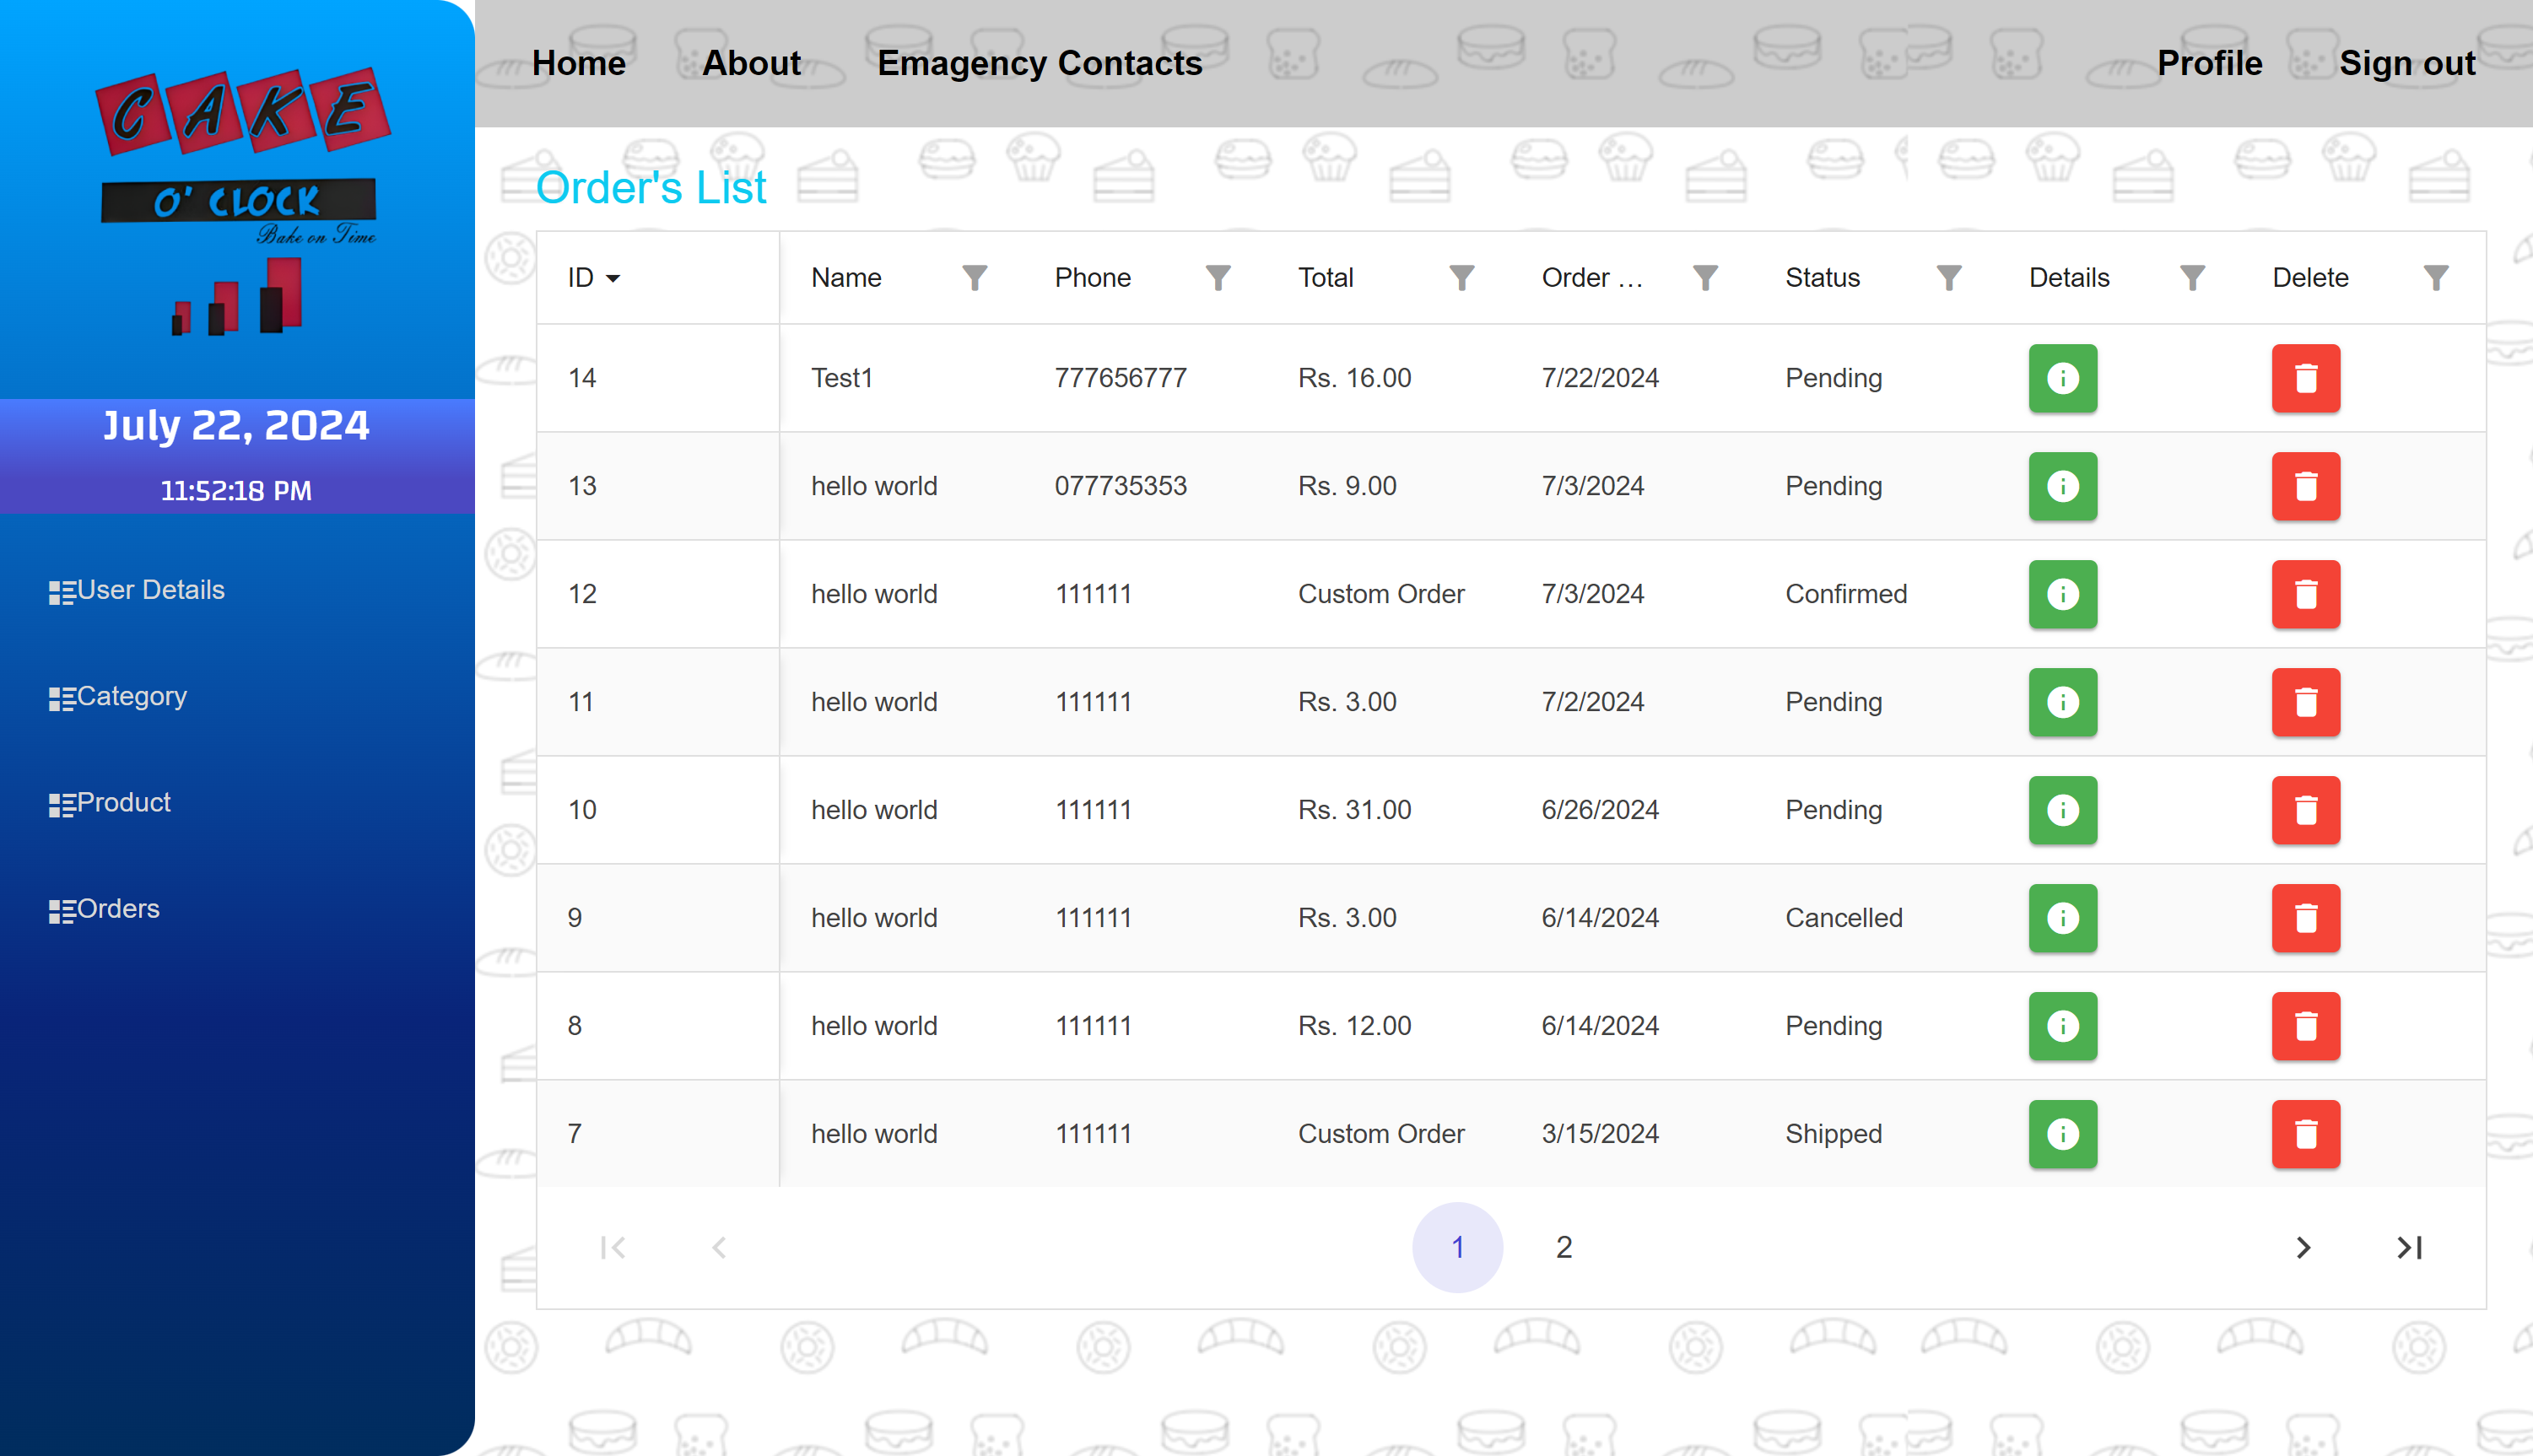 CAKE
O' CLOCK
Bake on Time
July 22, 2024
11:52:18 PM
User Details
Category
Product
Orders
Home About Emagency Contacts Profile Sign out
Order's List
ID Name Phone Total Order ... Status Details Delete
14 Test1 777656777 Rs. 16.00 7/22/2024 Pending
13 hello world 077735353 Rs. 9.00 7/3/2024 Pending
12 hello world 111111 Custom Order 7/3/2024 Confirmed
11 hello world 111111 Rs. 3.00 7/2/2024 Pending
10 hello world 111111 Rs. 31.00 6/26/2024 Pending
9 hello world 111111 Rs. 3.00 6/14/2024 Cancelled
8 hello world 111111 Rs. 12.00 6/14/2024 Pending
7 hello world 111111 Custom Order 3/15/2024 Shipped
1 2